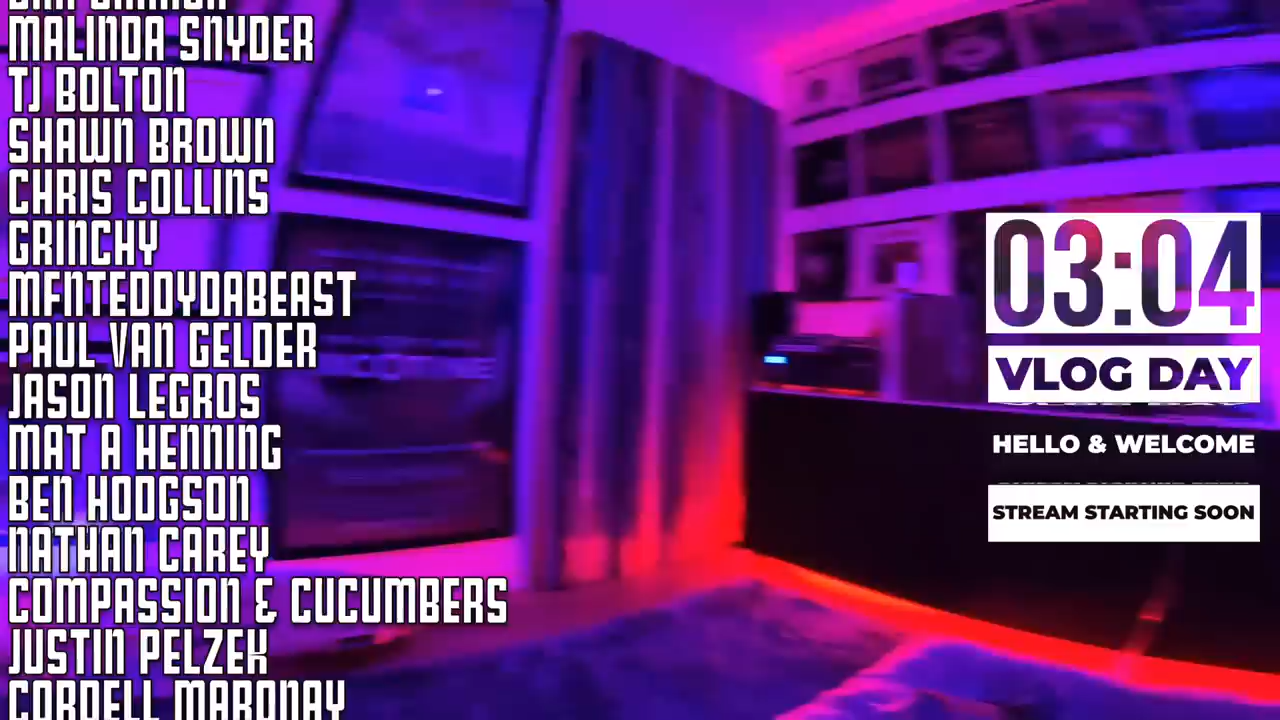 MALINDA SNYDER
TJ BOLTON
SHAWN BROWN
CHRIS COLLINS
GRINCHY
MFNTEDDYDABEAST
PAUL VAN GELDER
JASON LEGROS
MAT A HENNING
BEN HODGSON
NATHAN CAREY
COMPASSION & CUCUMBERS
JUSTIN PELZEK
CORDELL MARONAY
03:04
VLOG DAY
HELLO & WELCOME
STREAM STARTING SOON